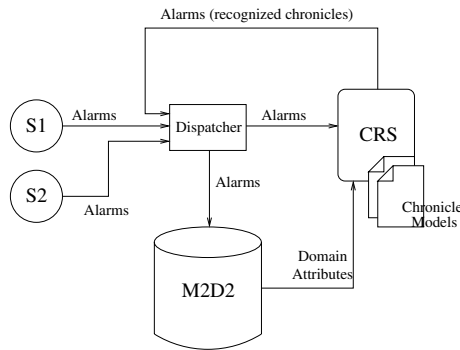 Alarms (recognized chronicles)
S1
Alarms
Dispatcher
Alarms
CRS
S2
Alarms
Alarms
Chronicle
Models
Domain
Attributes
M2D2